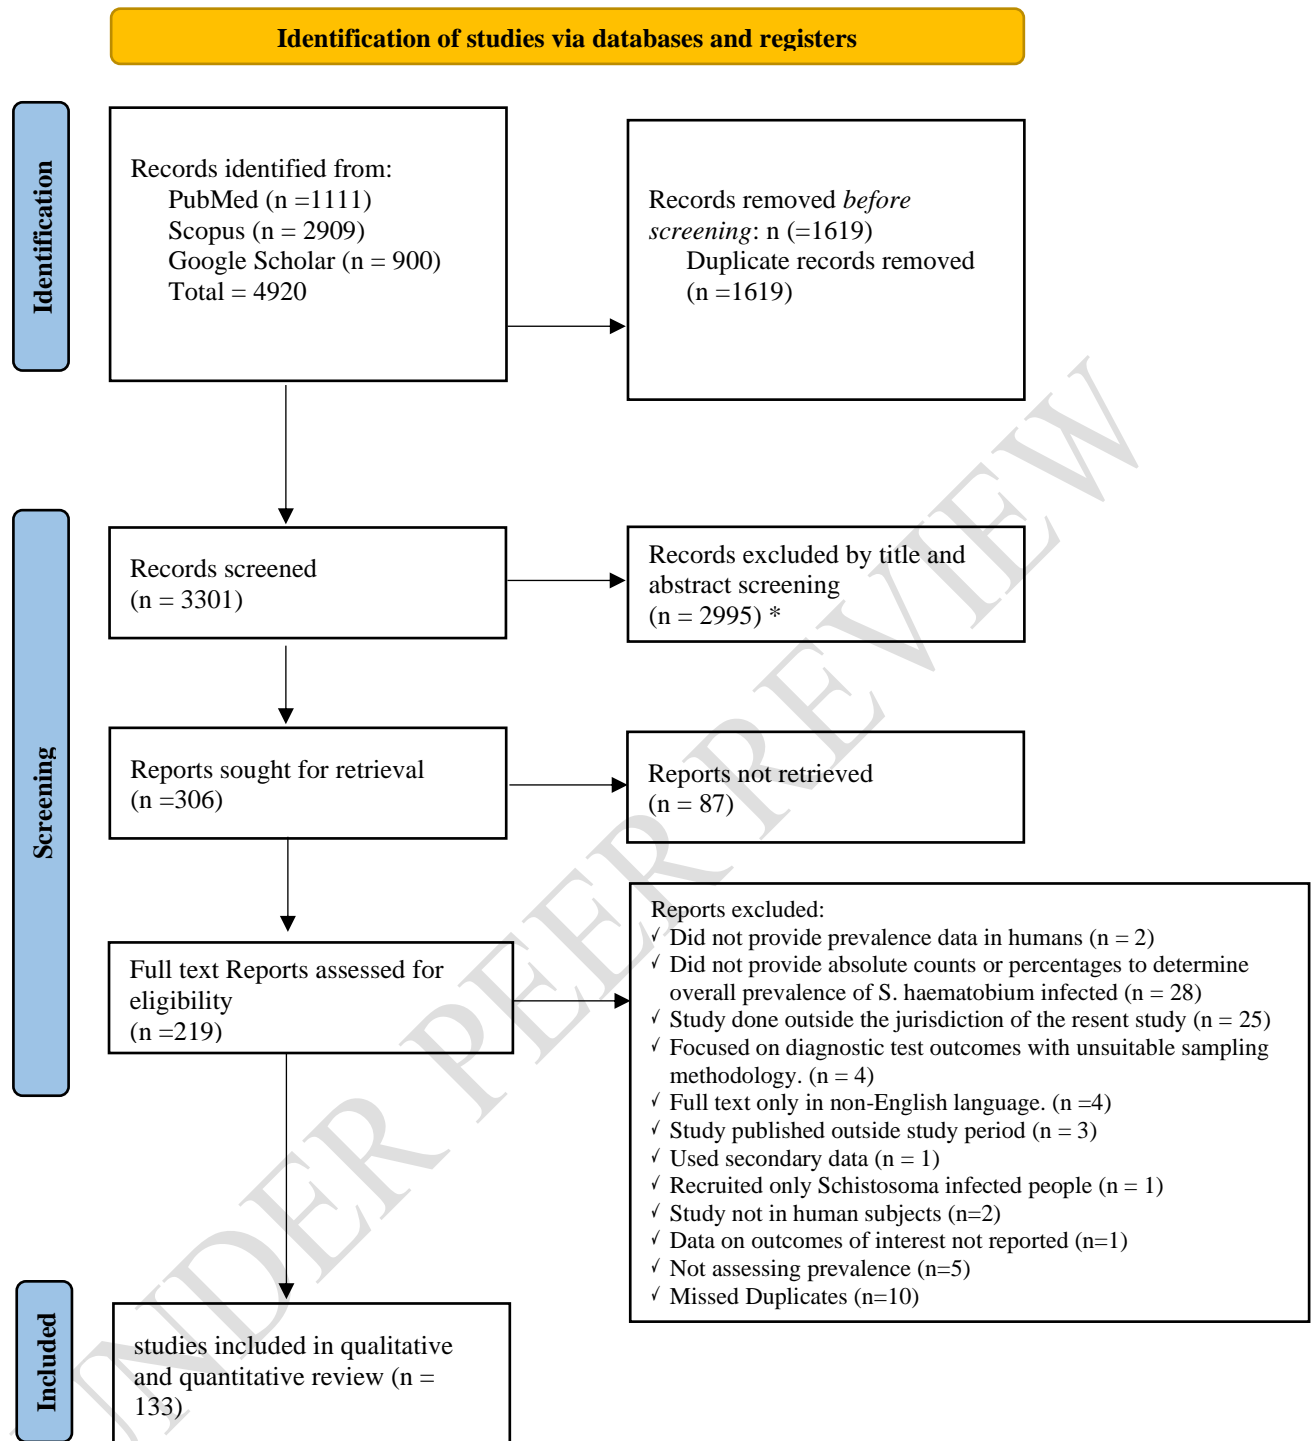 Identification of studies via databases and registers
Identification
Records identified from:
PubMed (n =1111)
Scopus (n = 2909)
Google Scholar (n = 900)
Total = 4920
Records removed before
screening: n (=1619)
Duplicate records removed
(n =1619)
Screening
Records screened
(n = 3301)
Records excluded by title and
abstract screening
(n = 2995) *
Reports sought for retrieval
(n =306)
Reports not retrieved
(n = 87)
Full text Reports assessed for
eligibility
(n =219)
Reports excluded:
✓ Did not provide prevalence data in humans (n = 2)
✓ Did not provide absolute counts or percentages to determine
overall prevalence of S. haematobium infected (n = 28)
✓ Study done outside the jurisdiction of the resent study (n = 25)
✓ Focused on diagnostic test outcomes with unsuitable sampling
methodology. (n = 4)
✓ Full text only in non-English language. (n =4)
✓ Study published outside study period (n = 3)
✓ Used secondary data (n = 1)
✓ Recruited only Schistosoma infected people (n = 1)
✓ Study not in human subjects (n=2)
✓ Data on outcomes of interest not reported (n=1)
✓ Not assessing prevalence (n=5)
✓ Missed Duplicates (n=10)
Included
studies included in qualitative
and quantitative review (n =
133)
UNDER PEER REVIEW